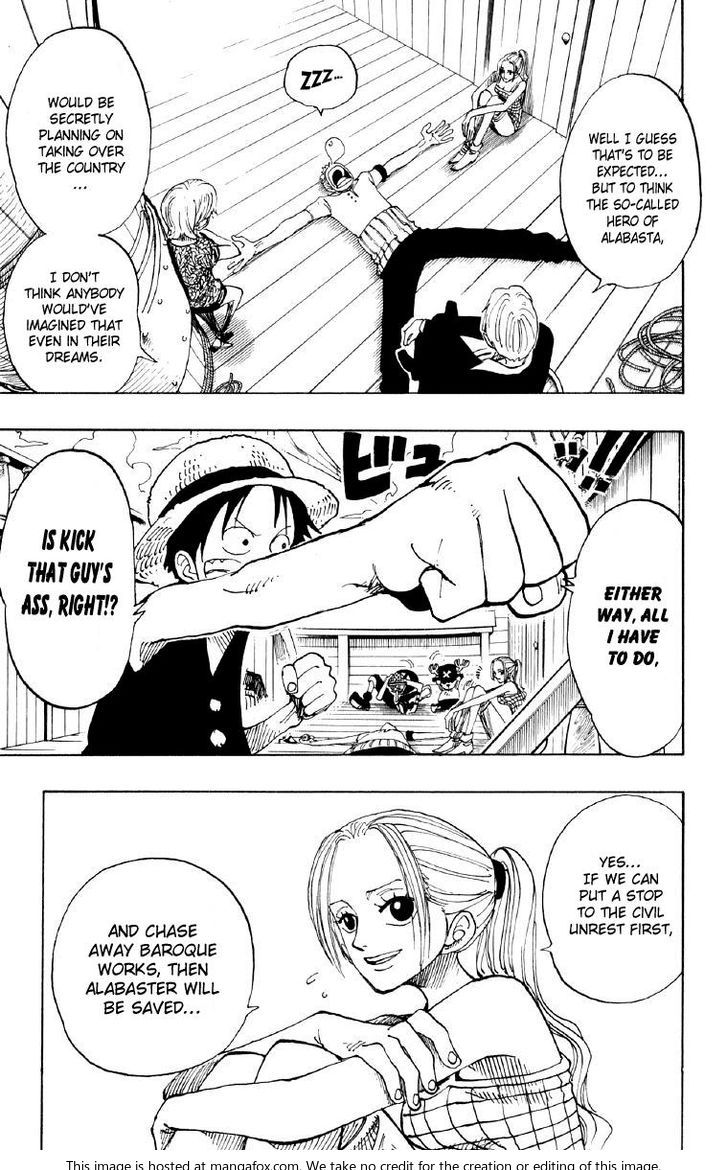 WELL I GUESS
THAT'S TO BE
EXPECTED...
BUT TO THINK
THE SO-CALLED
HERO OF
ALABASTA,
ZZZ...
WOULD BE
SECRETLY
PLANNING ON
TAKING OVER
THE COUNTRY
...
I DON'T
THINK ANYBODY
WOULD'VE
IMAGINED THAT
EVEN IN THEIR
DREAMS.
ビュ
EITHER
WAY, ALL
I HAVE
TO DO,
IS KICK
THAT GUY'S
ASS, RIGHT!?
YES...
IF WE CAN
PUT A STOP
TO THE CIVIL
UNREST FIRST,
AND CHASE
AWAY BAROQUE
WORKS, THEN
ALABASTER WILL
BE SAVED...
This image is hosted at mangafox.com. We take no credit for the creation or editing of this image.